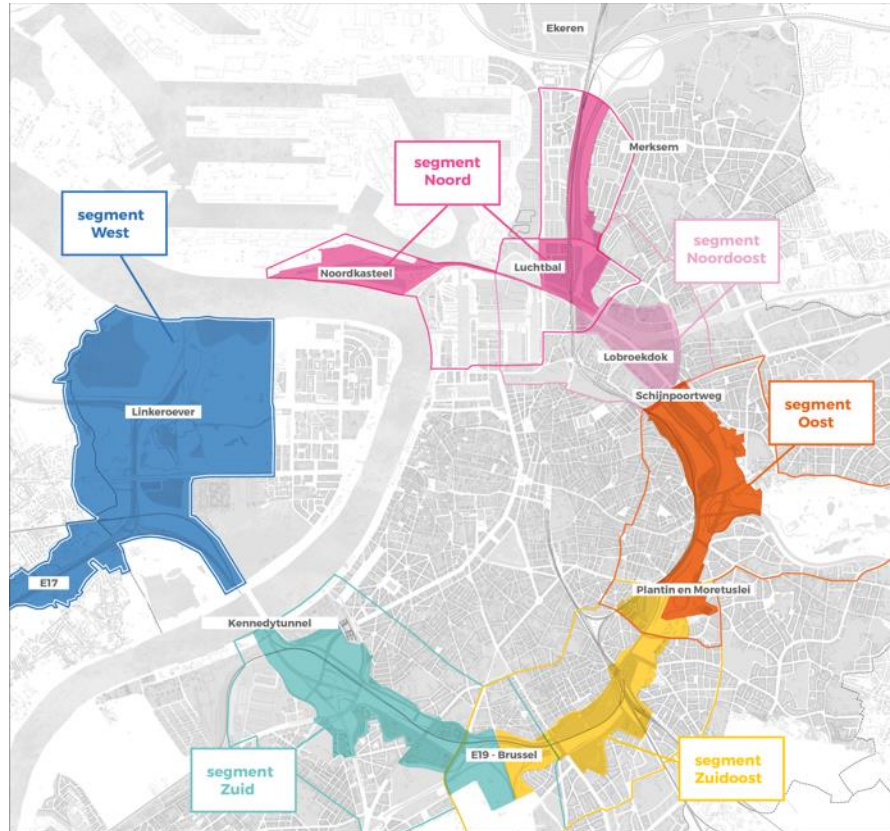 Ekeren
Merksem
segment
Noord
segment
West
segment
Noordoost
Noordkasteel
Luchtbal
Lobroekdok
Linkeroever
Schijnpoortweg
segment
Oost
E17
Plantin en Moretuslei
Kennedytunnel
E19 - Brussel
segment
Zuid
segment
Zuidoost